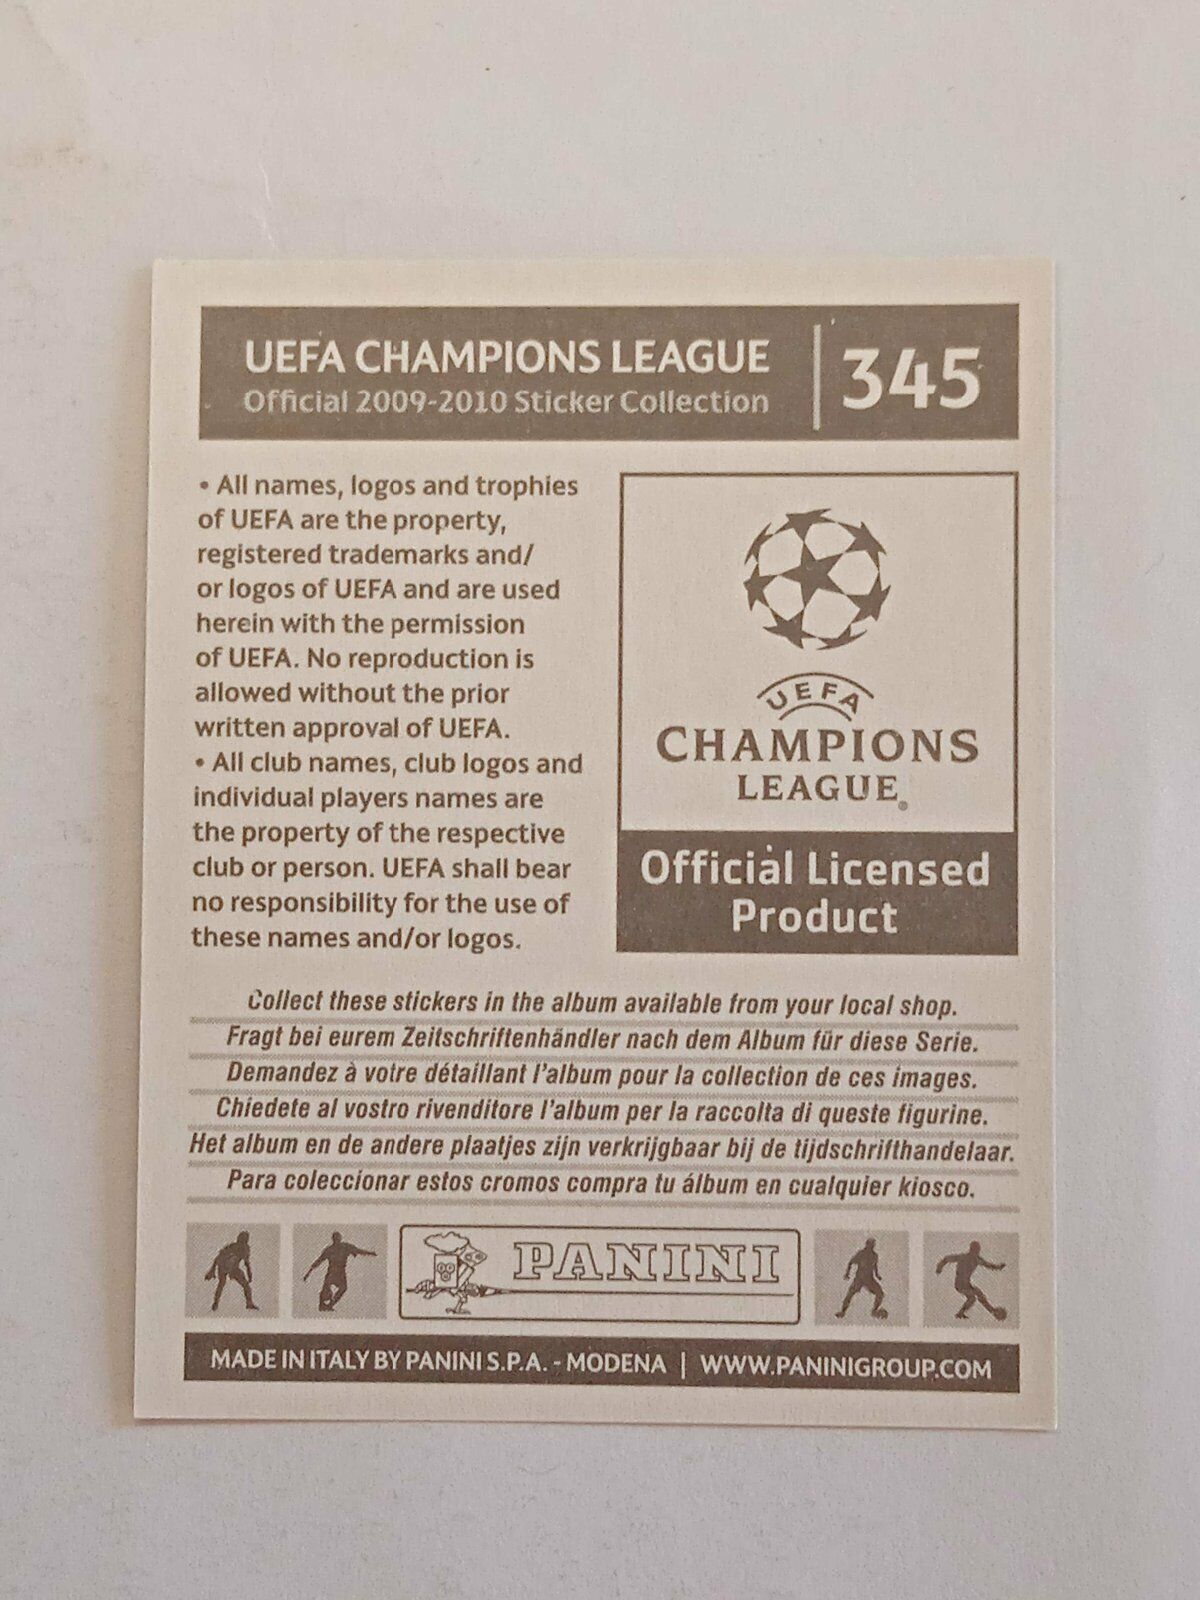 UEFA CHAMPIONS LEAGUE
Official 2009-2010 Sticker Collection
345
• All names, logos and trophies
of UEFA are the property,
registered trademarks and/
or logos of UEFA and are used
herein with the permission
of UEFA. No reproduction is
allowed without the prior
written approval of UEFA.
• All club names, club logos and
individual players names are
the property of the respective
club or person. UEFA shall bear
no responsibility for the use of
these names and/or logos.
UEFA
CHAMPIONS
LEAGUE
Official Licensed
Product
Collect these stickers in the album available from your local shop.
Fragt bei eurem Zeitschriftenhändler nach dem Album für diese Serie.
Demandez à votre détaillant l'album pour la collection de ces images.
Chiedete al vostro rivenditore l'album per la raccolta di queste figurine.
Het album en de andere plaatjes zijn verkrijgbaar bij de tijdschrifthandelaar.
Para coleccionar estos cromos compra tu álbum en cualquier kiosco.
PANINI
MADE IN ITALY BY PANINI S.P.A. - MODENA | WWW.PANINIGROUP.COM